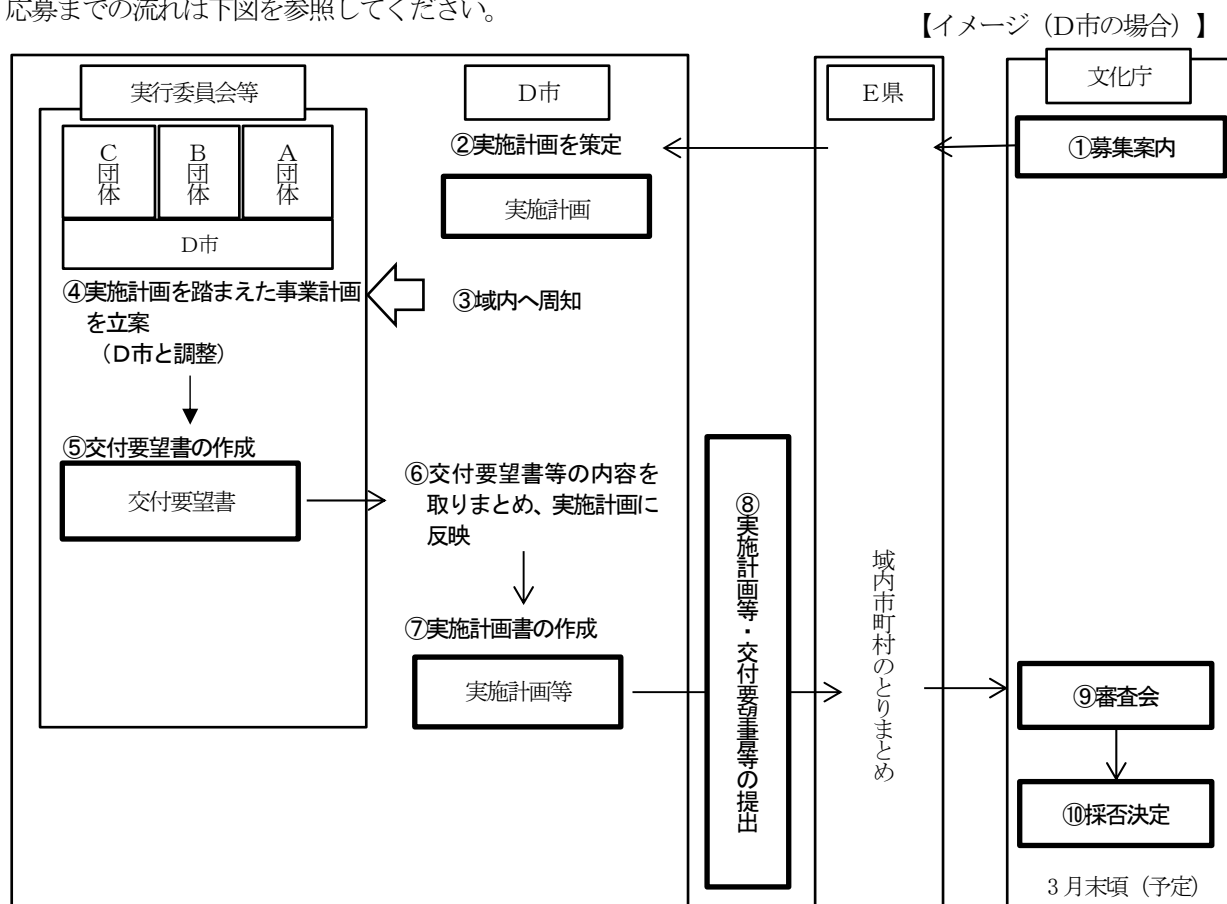 応募までの流れは下図を参照してください。
【イメージ（D市の場合）】
実行委員会等
D市
E県
文化庁
C団体
B団体
A団体
D市
①募集案内
②実施計画を策定
実施計画
③域内へ周知
④実施計画を踏まえた事業計画
を立案
（D市と調整）
⑤交付要望書の作成
交付要望書
⑥交付要望書等の内容を
取りまとめ、実施計画に
反映
⑦実施計画書の作成
実施計画等
⑧実施計画等・交付要望書等の提出
域内市町村のとりまとめ
⑨審査会
⑩採否決定
3月末頃（予定）